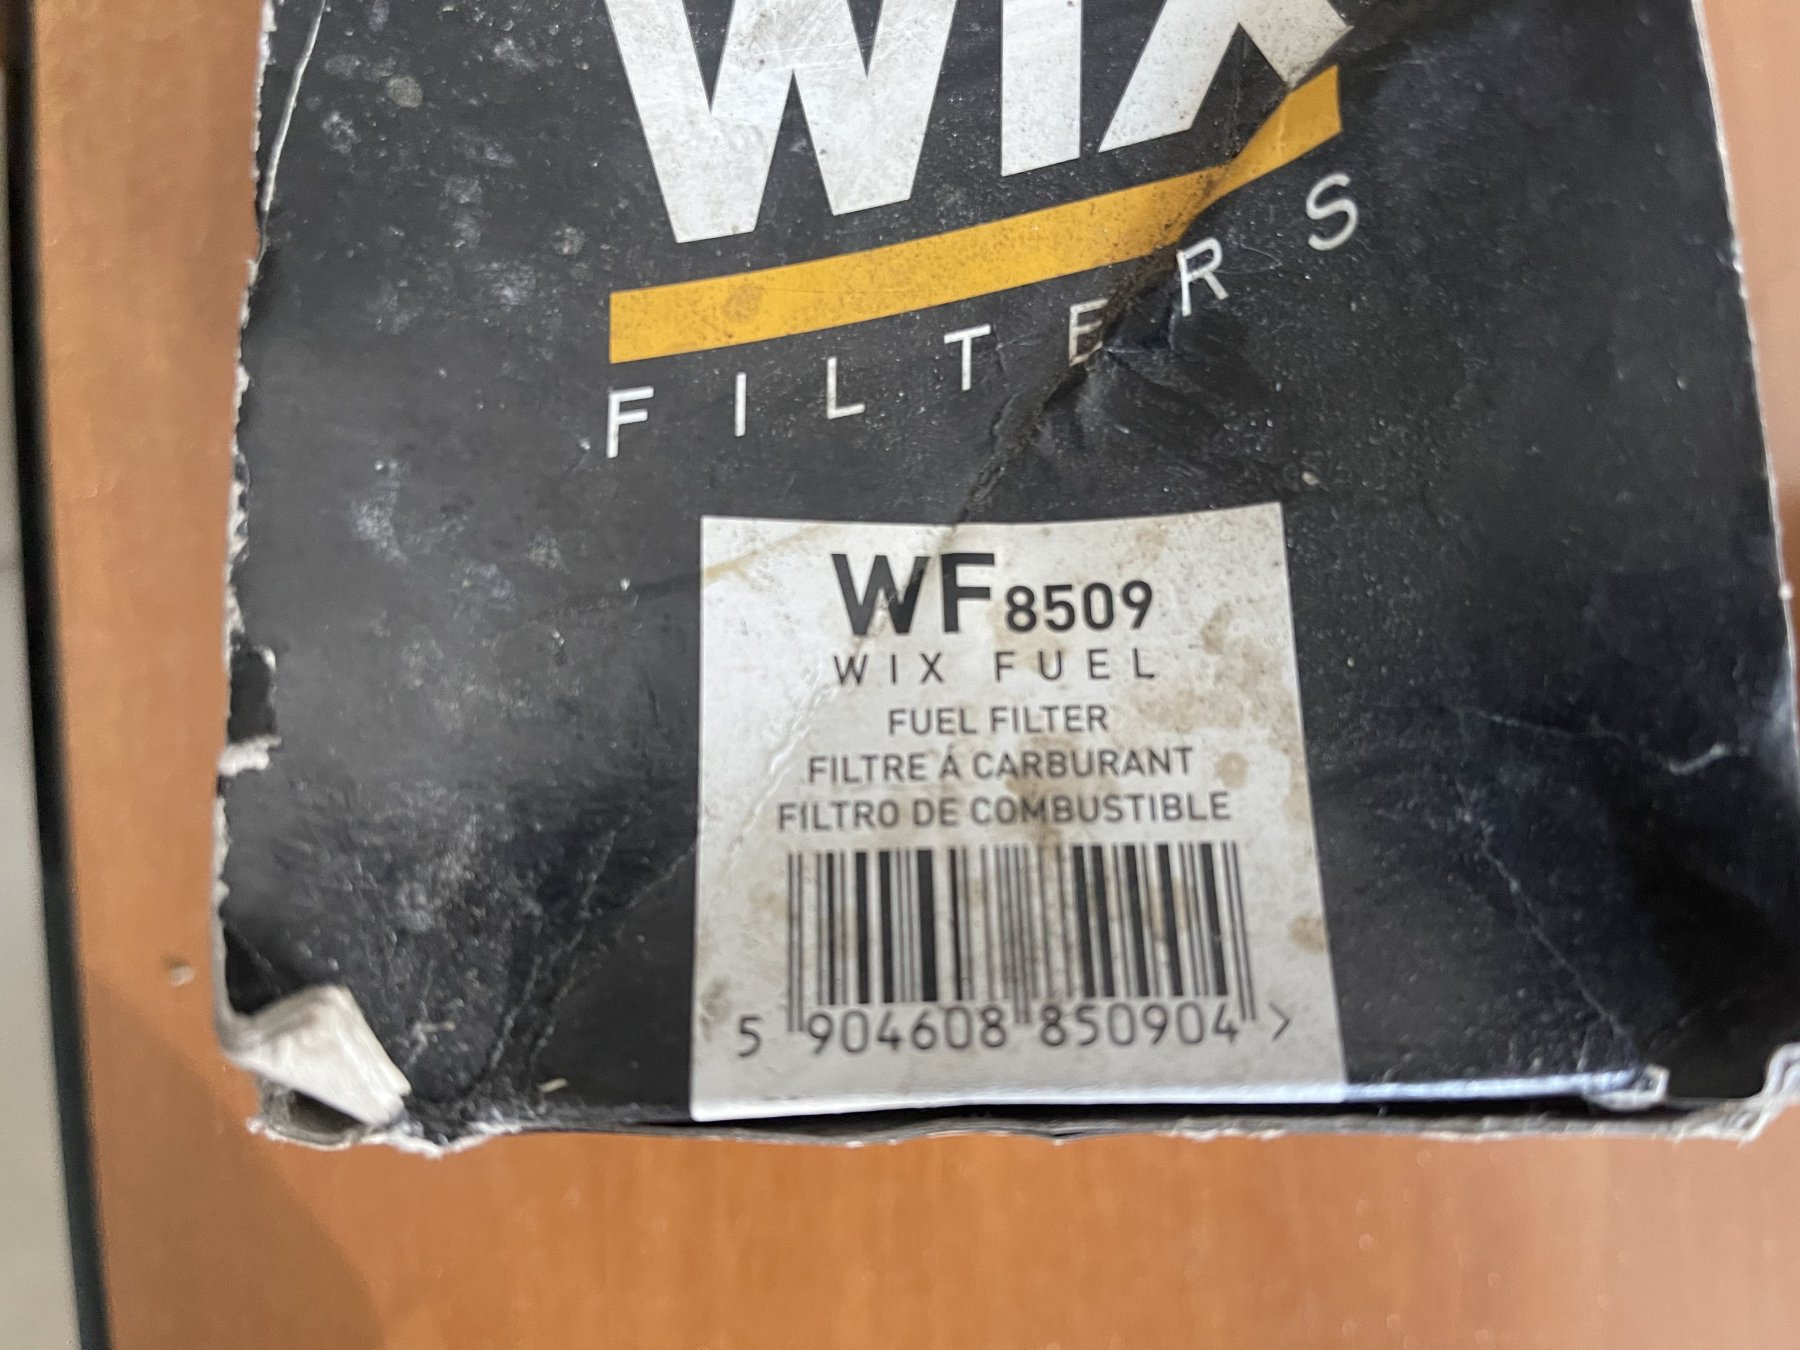 WIX
FILTERS
WF8509
WIX FUEL
FUEL FILTER
FILTRE Á CARBURANT
FILTRO DE COMBUSTIBLE
5 904608 850904 >